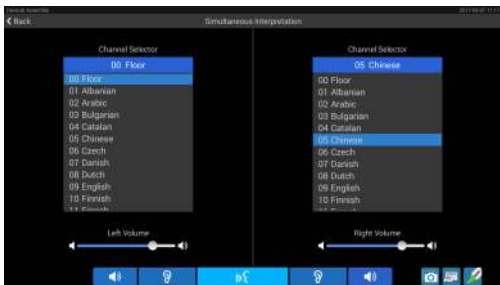 General Assembly
Back
Simultaneous Interpretation
Channel Selector
00 Floor
00 Floor
01 Albanian
02 Arabic
03 Bulgarian
04 Catalan
05 Chinese
06 Czech
07 Danish
08 Dutch
09 English
10 Finnish
Left Volume
Channel Selector
05 Chinese
00 Floor
01 Albanian
02 Arabic
03 Bulgarian
04 Catalan
05 Chinese
06 Czech
07 Danish
08 Dutch
09 English
10 Finnish
Right Volume